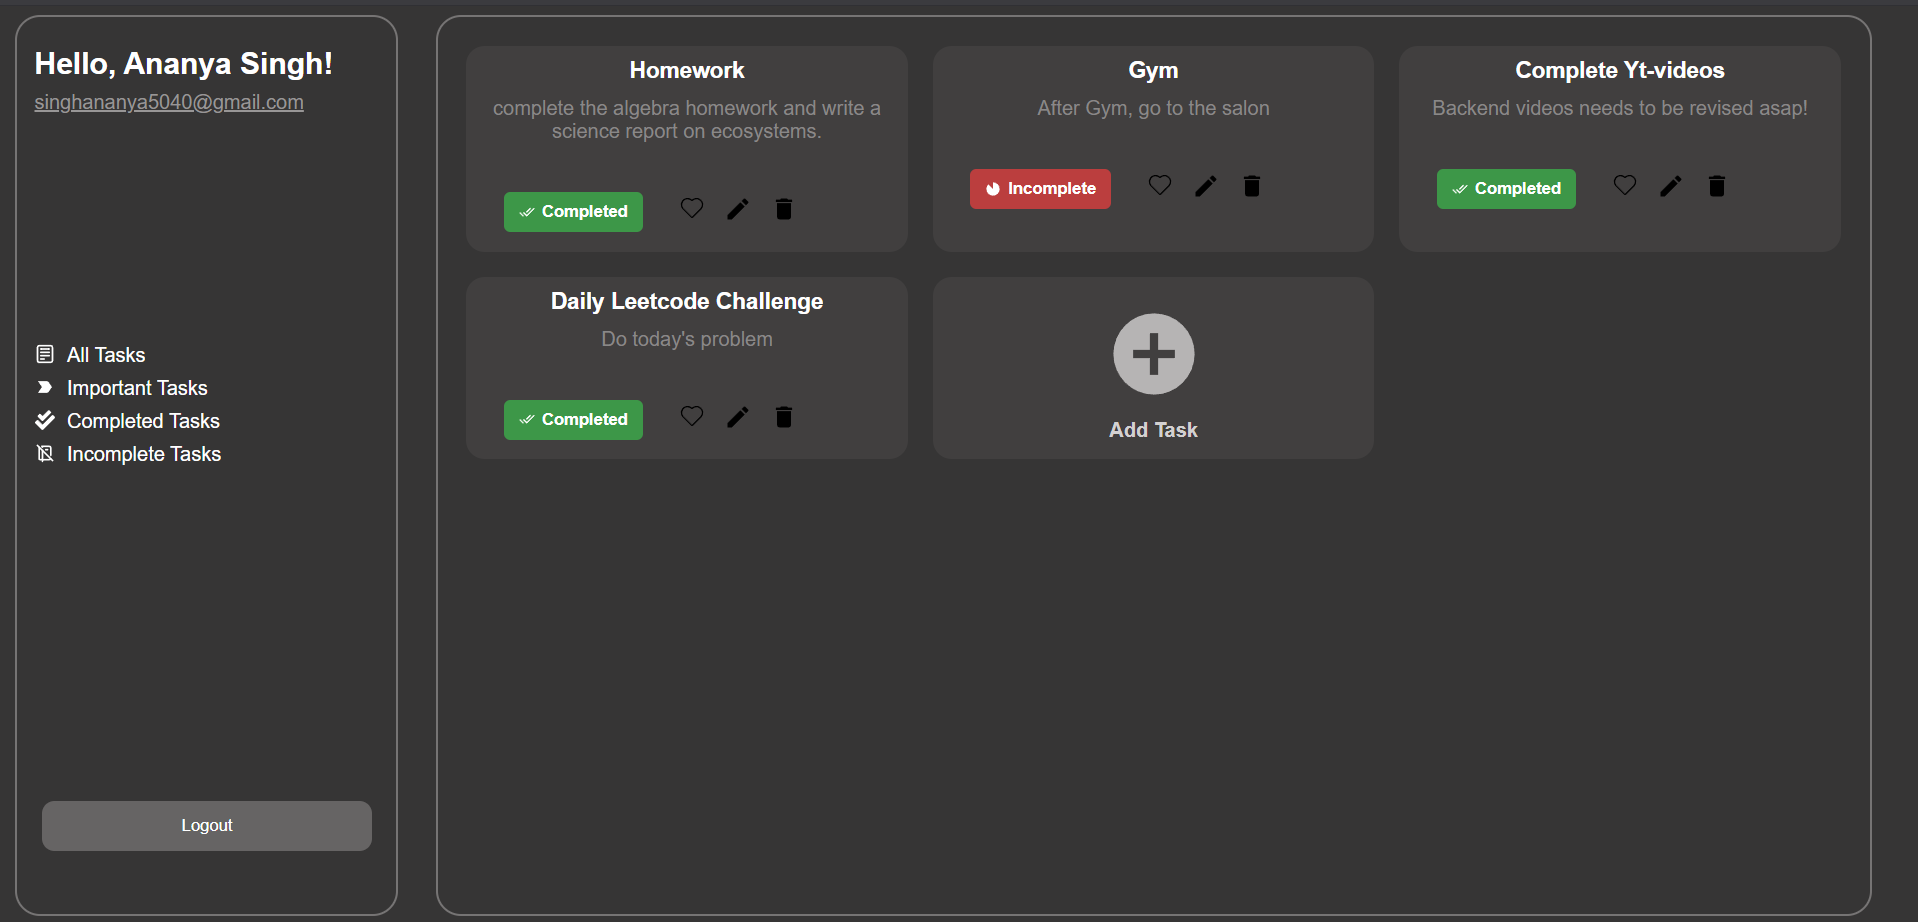 Hello, Ananya Singh!
singhananya5040@gmail.com
All Tasks
Important Tasks
Completed Tasks
Incomplete Tasks
Logout
Homework
complete the algebra homework and write a
science report on ecosystems.
Completed
Gym
After Gym, go to the salon
Incomplete
Complete Yt-videos
Backend videos needs to be revised asap!
Completed
Daily Leetcode Challenge
Do today's problem
Completed
Add Task